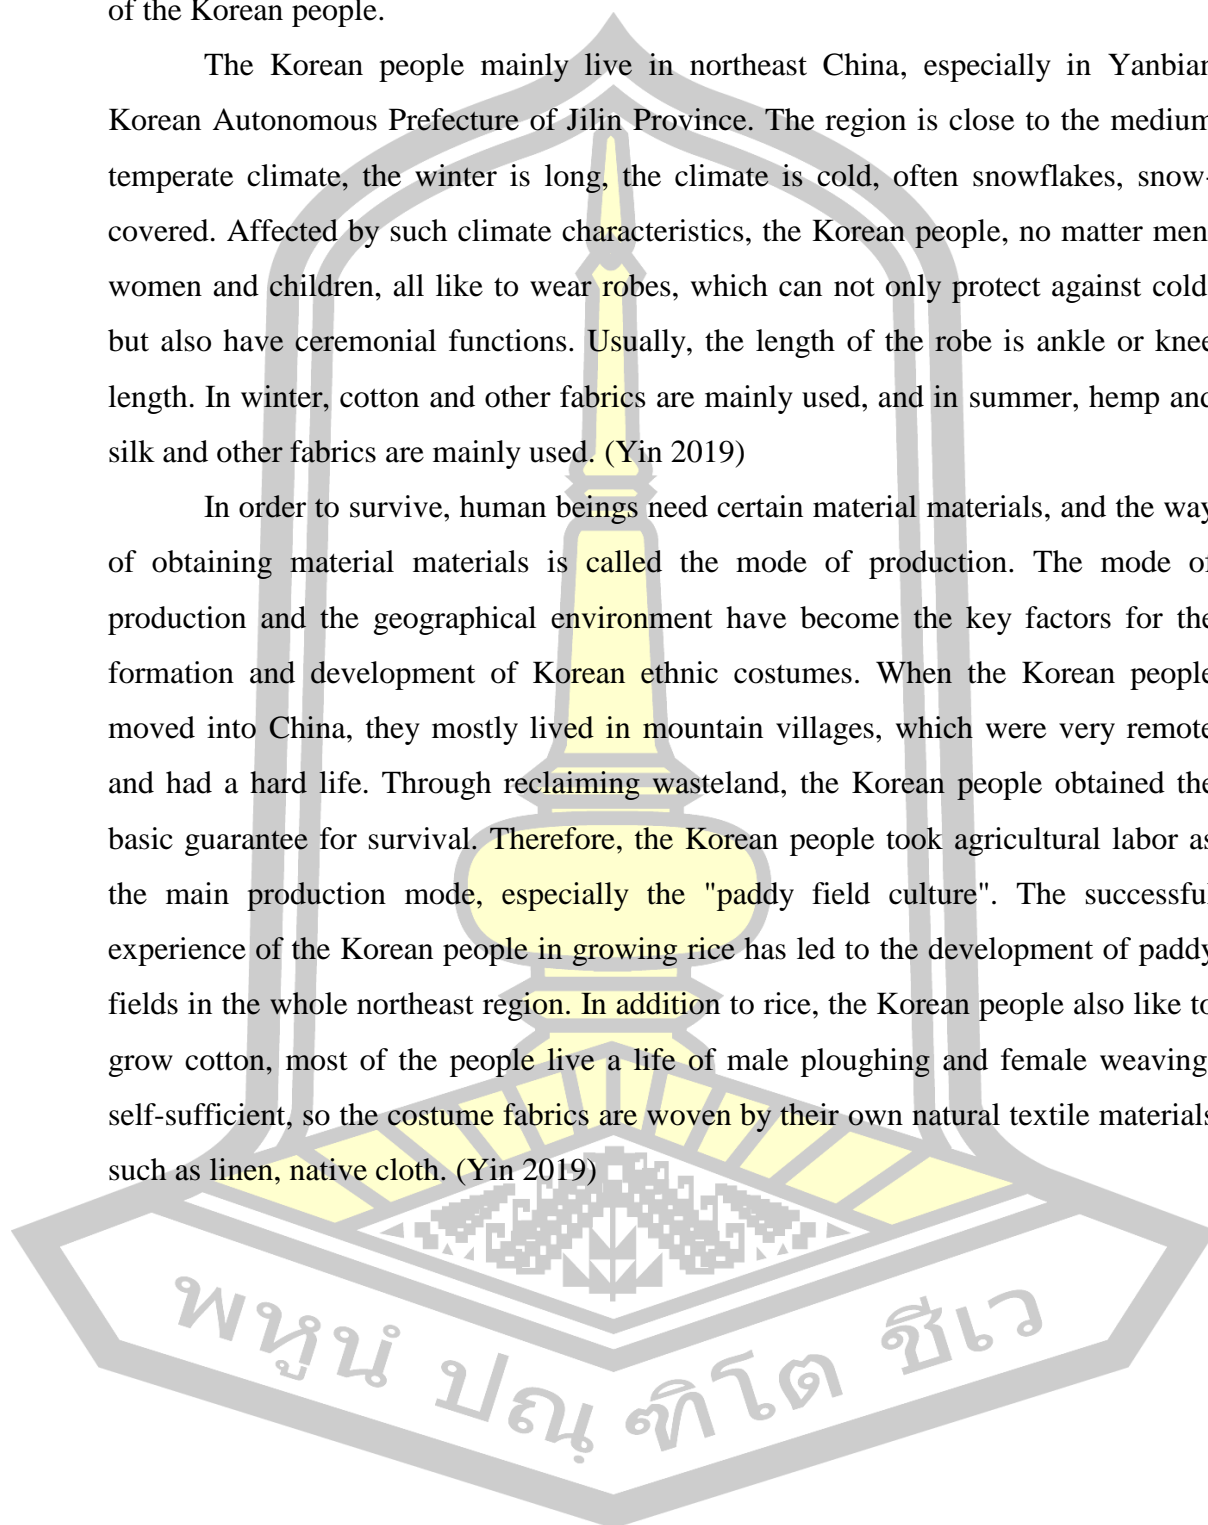 of the Korean people.
The Korean people mainly live in northeast China, especially in Yanbian
Korean Autonomous Prefecture of Jilin Province. The region is close to the medium
temperate climate, the winter is long, the climate is cold, often snowflakes, snow-
covered. Affected by such climate characteristics, the Korean people, no matter men
women and children, all like to wear robes, which can not only protect against cold
but also have ceremonial functions. Usually, the length of the robe is ankle or knee
length. In winter, cotton and other fabrics are mainly used, and in summer, hemp and
silk and other fabrics are mainly used. (Yin 2019)
In order to survive, human beings need certain material materials, and the way
of obtaining material materials is called the mode of production. The mode of
production and the geographical environment have become the key factors for the
formation and development of Korean ethnic costumes. When the Korean people
moved into China, they mostly lived in mountain villages, which were very remote
and had a hard life. Through reclaiming wasteland, the Korean people obtained the
basic guarantee for survival. Therefore, the Korean people took agricultural labor as
the main production mode, especially the "paddy field culture". The successful
experience of the Korean people in growing rice has led to the development of paddy
fields in the whole northeast region. In addition to rice, the Korean people also like to
grow cotton, most of the people live a life of male ploughing and female weaving
self-sufficient, so the costume fabrics are woven by their own natural textile materials
such as linen, native cloth. (Yin 2019)
พหูนํ ปณฺฑิโต ชีเว